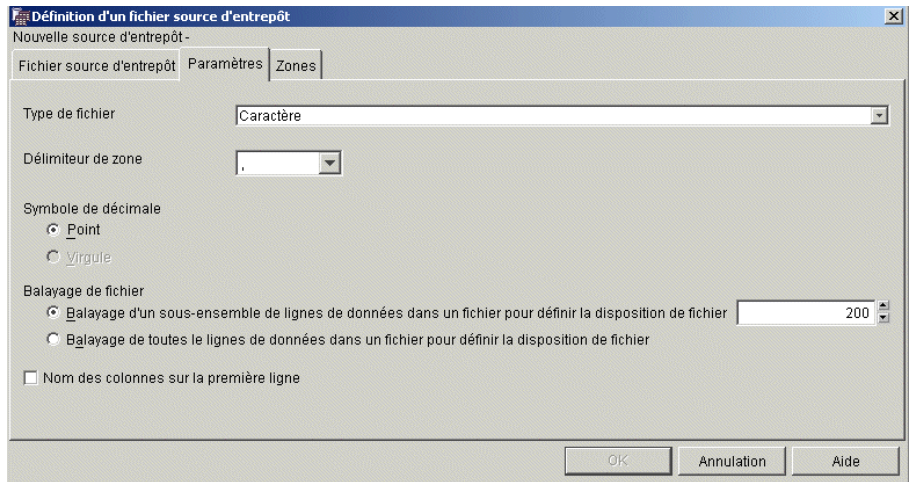 Définition d'un fichier source d'entrepôt
Nouvelle source d'entrepôt -
Fichier source d'entrepôt Paramètres Zones
Type de fichier Caractère
Délimiteur de zone ,
Symbole de décimale
Point
Virgule
Balayage de fichier
Balayage d'un sous-ensemble de lignes de données dans un fichier pour définir la disposition de fichier 200
Balayage de toutes le lignes de données dans un fichier pour définir la disposition de fichier
Nom des colonnes sur la première ligne
OK Annulation Aide